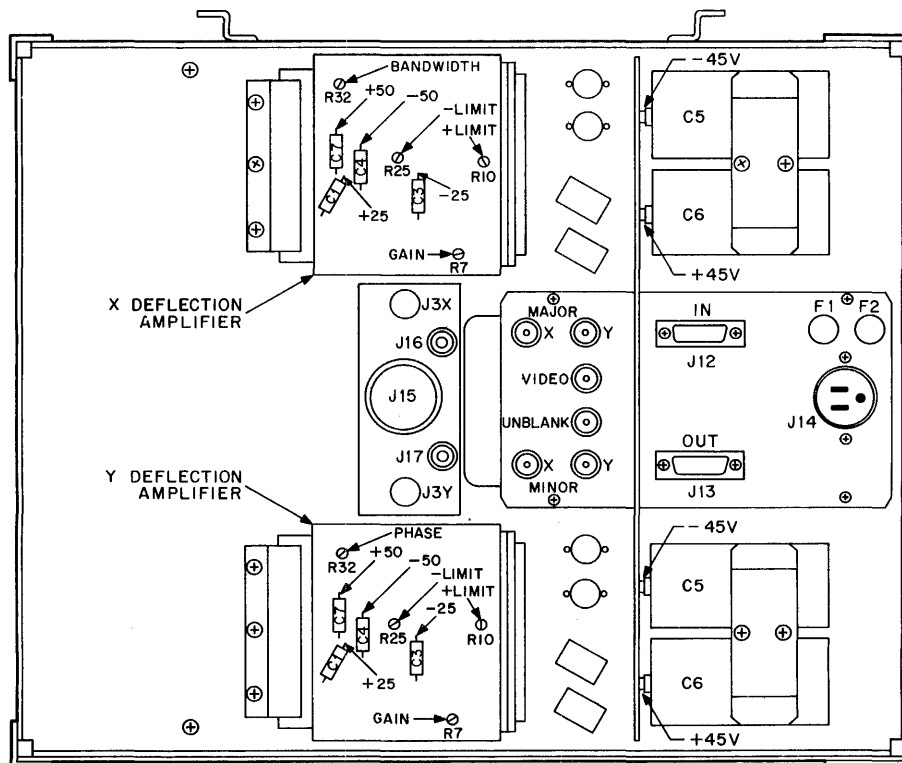 BANDWIDTH
R32
+50
-50
-LIMIT
+LIMIT
C7
C4
R25
R10
C1
C3
+25
-25
GAIN
R7
-45V
C5
C6
+45V
X DEFLECTION
AMPLIFIER
J3X
J16
J15
J17
J3Y
MAJOR
X
Y
VIDEO
UNBLANK
X
Y
MINOR
IN
J12
F1
F2
J14
OUT
J13
Y DEFLECTION
AMPLIFIER
PHASE
R32
+50
-50
-LIMIT
+LIMIT
-25
C7
C4
R25
R10
C1
C3
+25
GAIN
R7
-45V
C5
C6
+45V